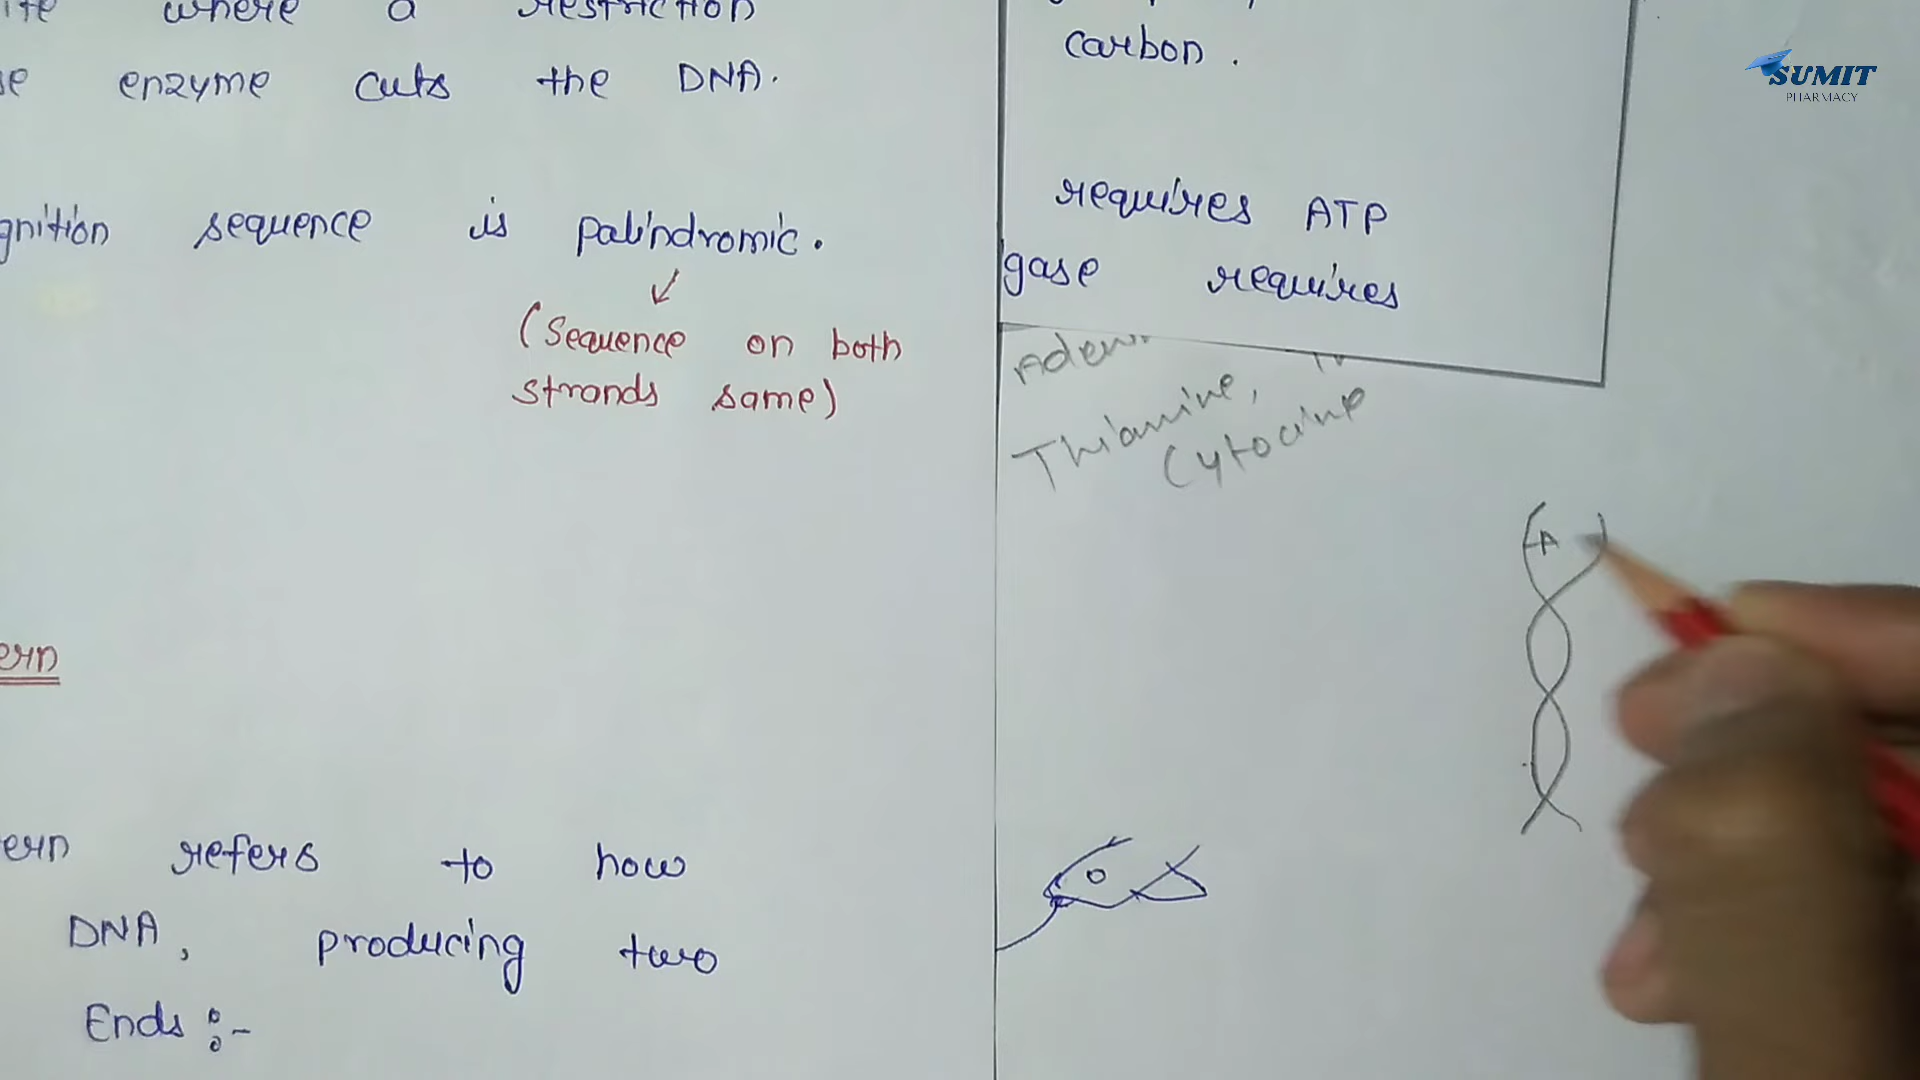 where a restriction
enzyme cuts the DNA.
gnition sequence is palindromic.
(Sequence on both
strands same)
ern
ern refers to how
DNA, producing two
Ends :-
carbon.
requires ATP
gase requires
Thiamine,
Cytocine
A
SUMIT
PHARMACY